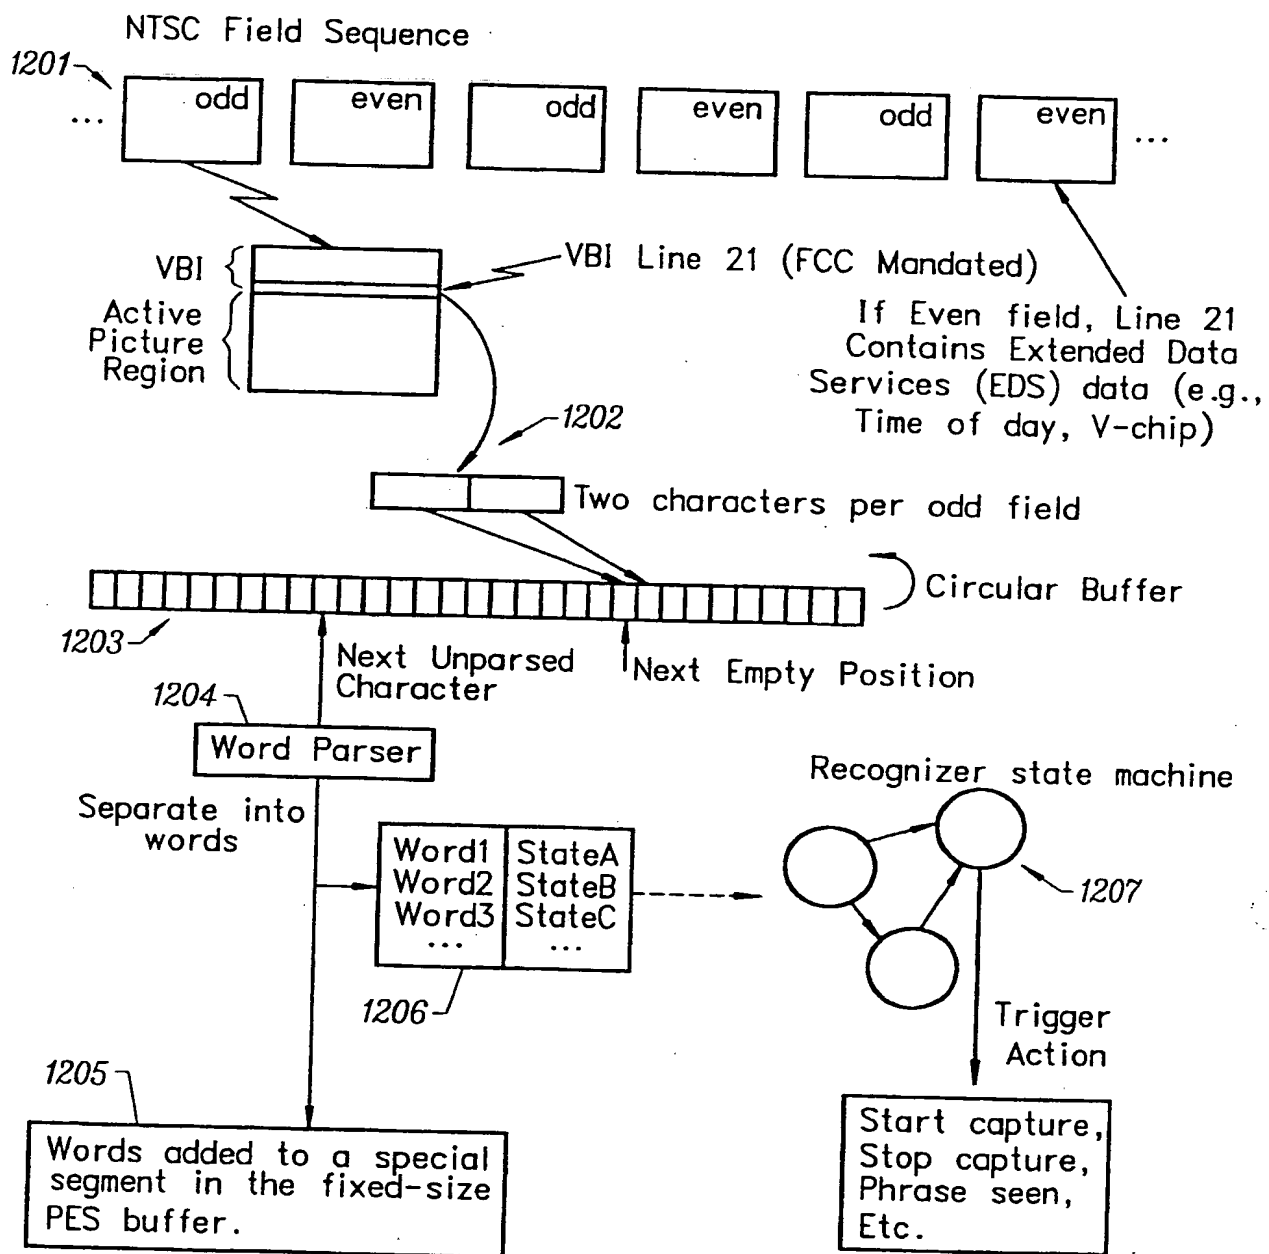 NTSC Field Sequence
1201
... odd even odd even odd even ...
VBI
VBI Line 21 (FCC Mandated)
Active
Picture
Region
If Even field, Line 21
Contains Extended Data
Services (EDS) data (e.g.,
Time of day, V-chip)
1202
Two characters per odd field
Circular Buffer
1203
Next Unparsed
Character
Next Empty Position
1204
Word Parser
Separate into
words
Recognizer state machine
Word1 StateA
Word2 StateB
Word3 StateC
... ...
1207
1206
Trigger
Action
1205
Words added to a special
segment in the fixed-size
PES buffer.
Start capture,
Stop capture,
Phrase seen,
Etc.